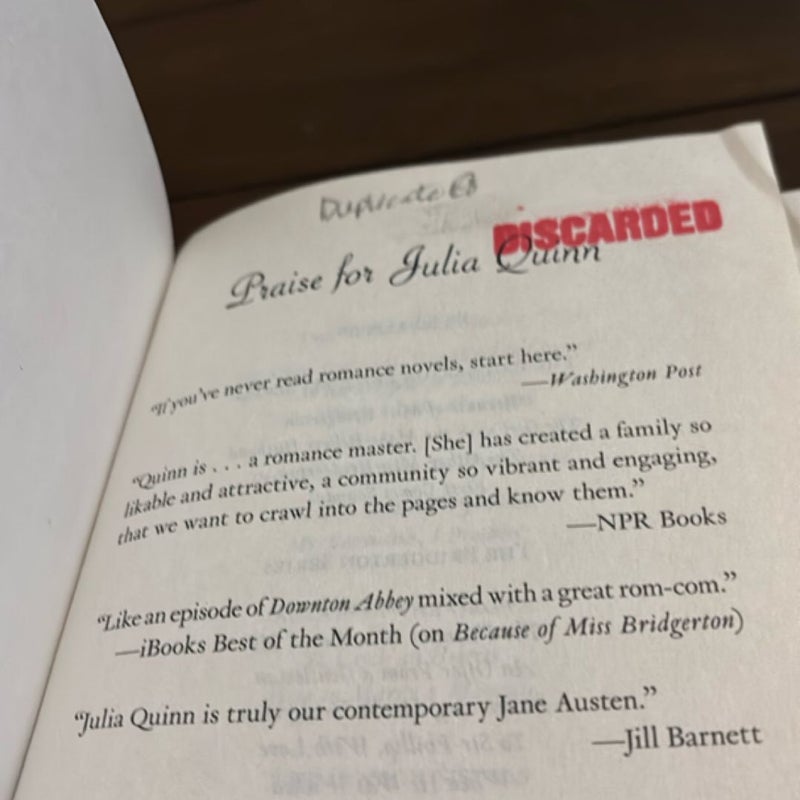 Duplicate
DISCARDED
Praise for Julia Quinn
“If you’ve never read romance novels, start here.”
—Washington Post
“Quinn is . . . a romance master. [She] has created a family so
likable and attractive, a community so vibrant and engaging,
that we want to crawl into the pages and know them.”
—NPR Books
“Like an episode of Downton Abbey mixed with a great rom-com.”
—iBooks Best of the Month (on Because of Miss Bridgerton)
“Julia Quinn is truly our contemporary Jane Austen.”
—Jill Barnett